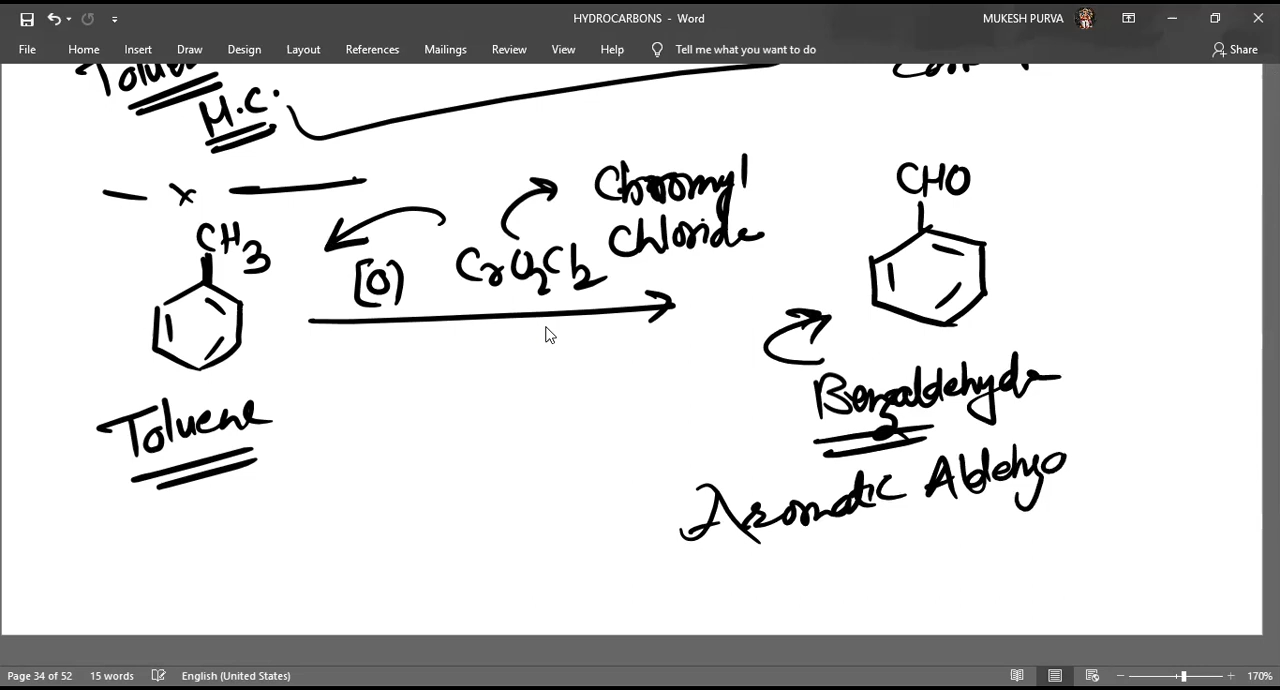 HYDROCARBONS - Word
MUKESH PURVA
File Home Insert Draw Design Layout References Mailings Review View Help Tell me what you want to do Share
M.C.
x
CH3
[O] CrO2Cl2
Chromyl
Chloride
CHO
Toluene
Benzaldehyde
Aromatic Aldehy
Page 34 of 52 15 words English (United States) 170%